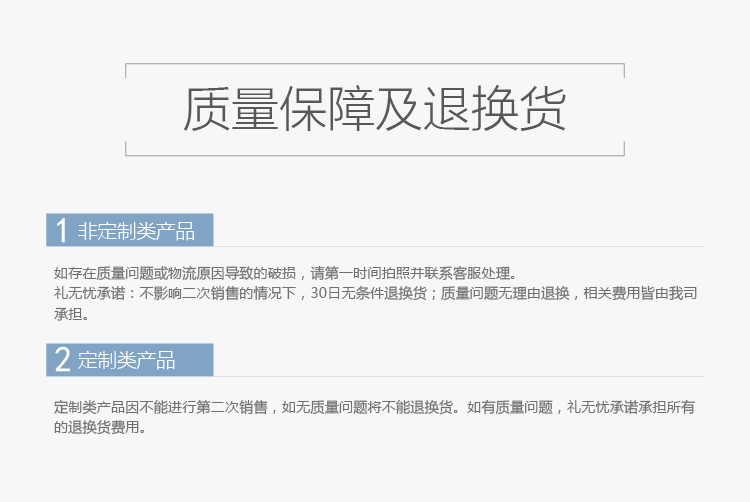 质量保障及退换货
1 非定制类产品
如存在质量问题或物流原因导致的破损，请第一时间拍照并联系客服处理。
礼无忧承诺：不影响二次销售的情况下，30日无条件退换货；质量问题无理由退换，相关费用皆由我司
承担。
2 定制类产品
定制类产品因不能进行第二次销售，如无质量问题将不能退换货。如有质量问题，礼无忧承诺承担所有
的退换货费用。